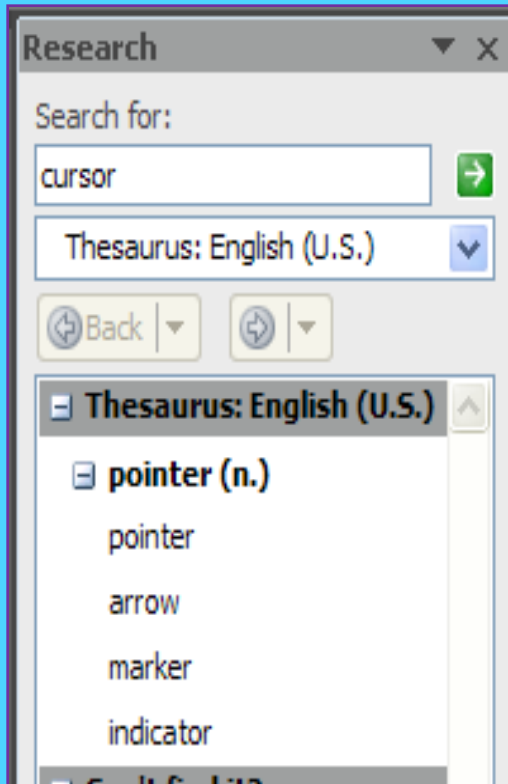 Research
Search for:
cursor
Thesaurus: English (U.S.)
Back
Thesaurus: English (U.S.)
pointer (n.)
pointer
arrow
marker
indicator